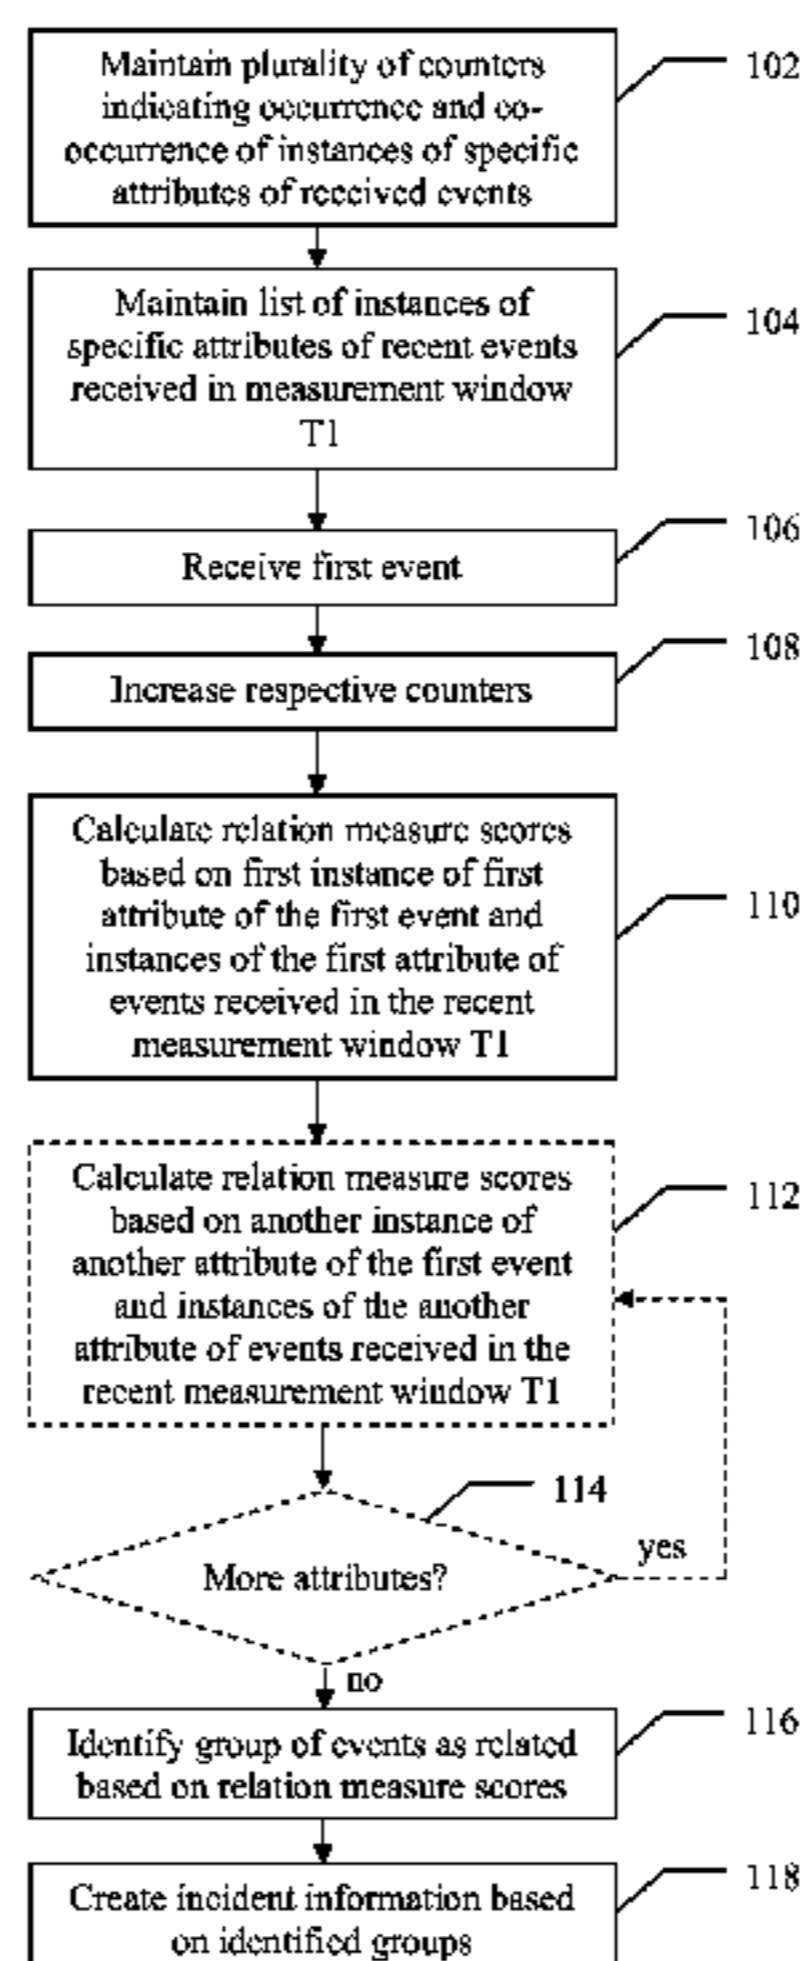 Maintain plurality of counters
102
indicating occurrence and co-
occurrence of instances of specific
attributes of received events
Maintain list of instances of
104
specific attributes of recent events
received in measurement window
T1
106
Receive first event
108
Increase respective counters
Calculate relation measure scores
based on first instance of first
110
attribute of the first event and
instances of the first attribute of
events received in the recent
measurement window T1
Calculate relation measure scores
112
based on another instance of
another attribute of the first event
and instances of the another
attribute of events received in the
recent measurement window T1
114
More attributes?
yes
no
116
Identify group of events as related
based on relation measure scores
118
Create incident information based
on identified groups